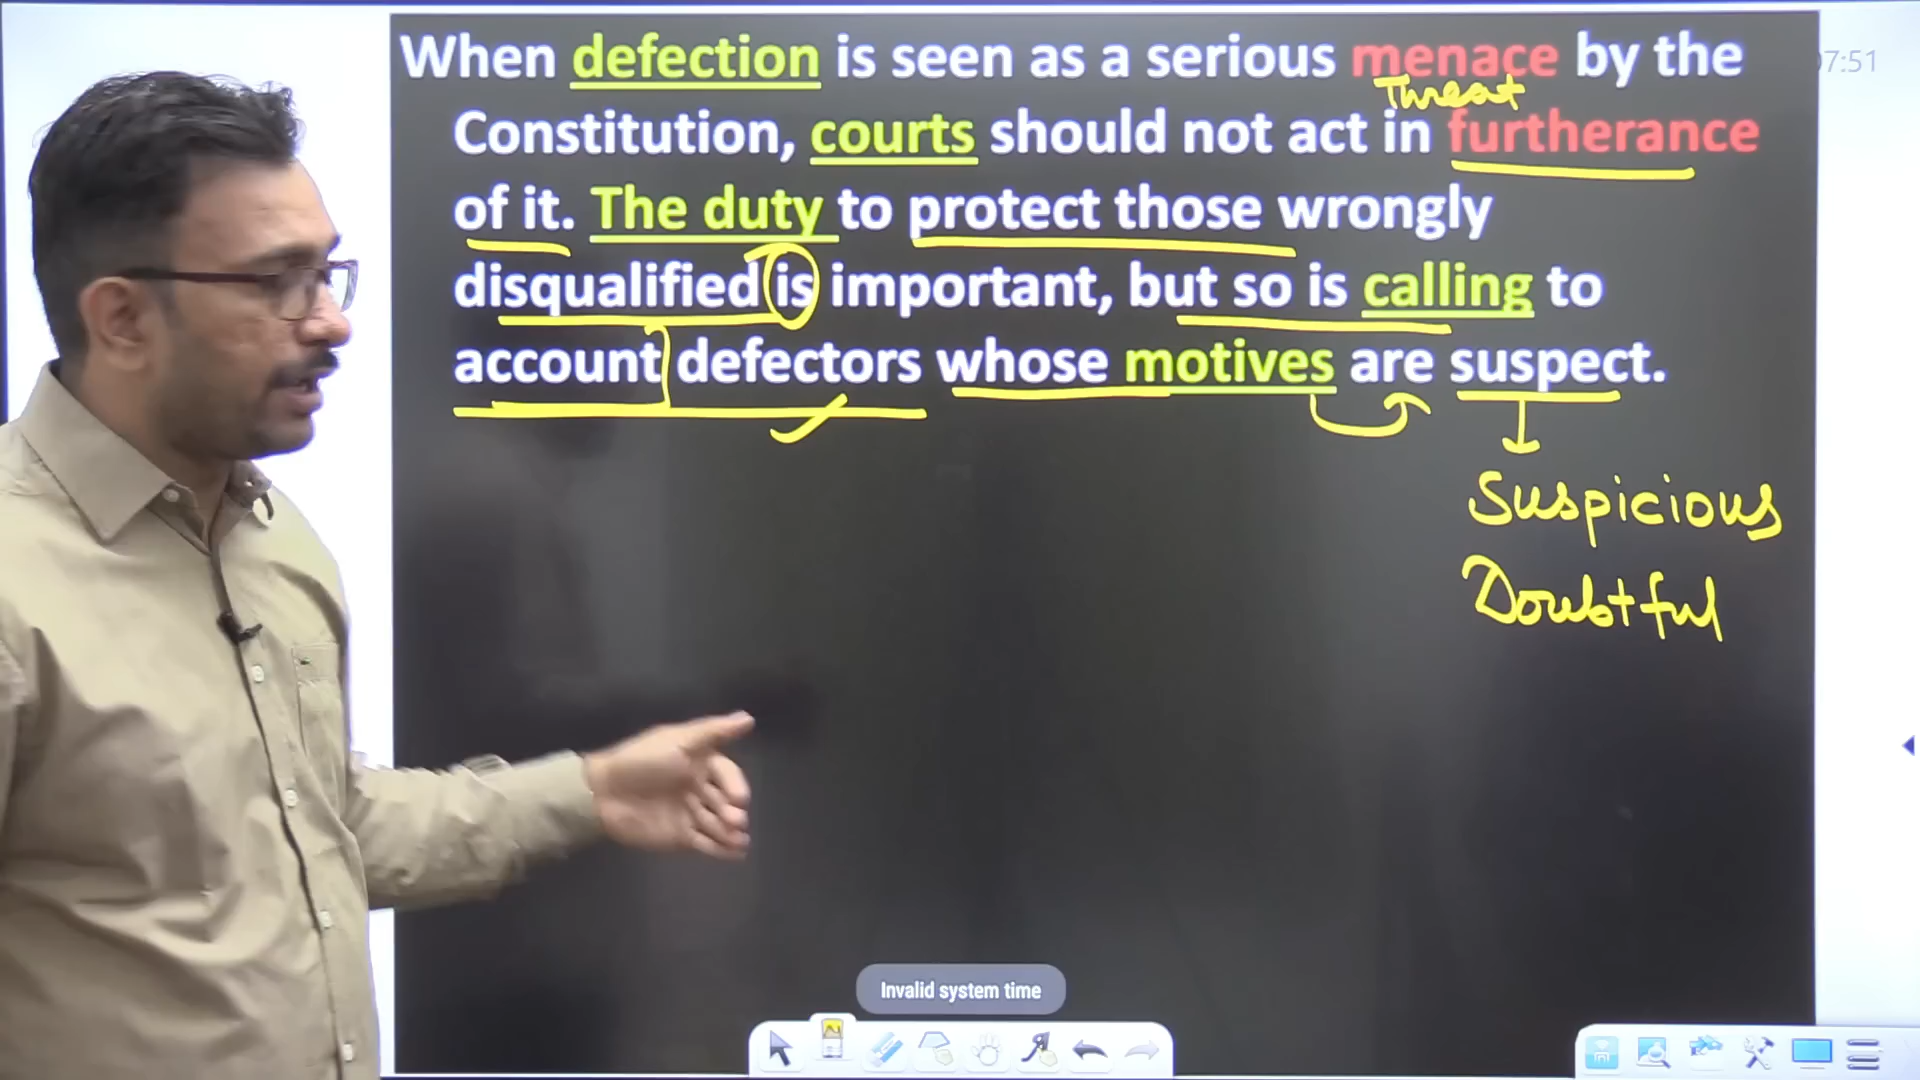 When defection is seen as a serious menace by the
7:51
Threat
Constitution, courts should not act in furtherance
of it. The duty to protect those wrongly
disqualified is important, but so is calling to
account defectors whose motives are suspect.
Suspicious
Doubtful
Invalid system time